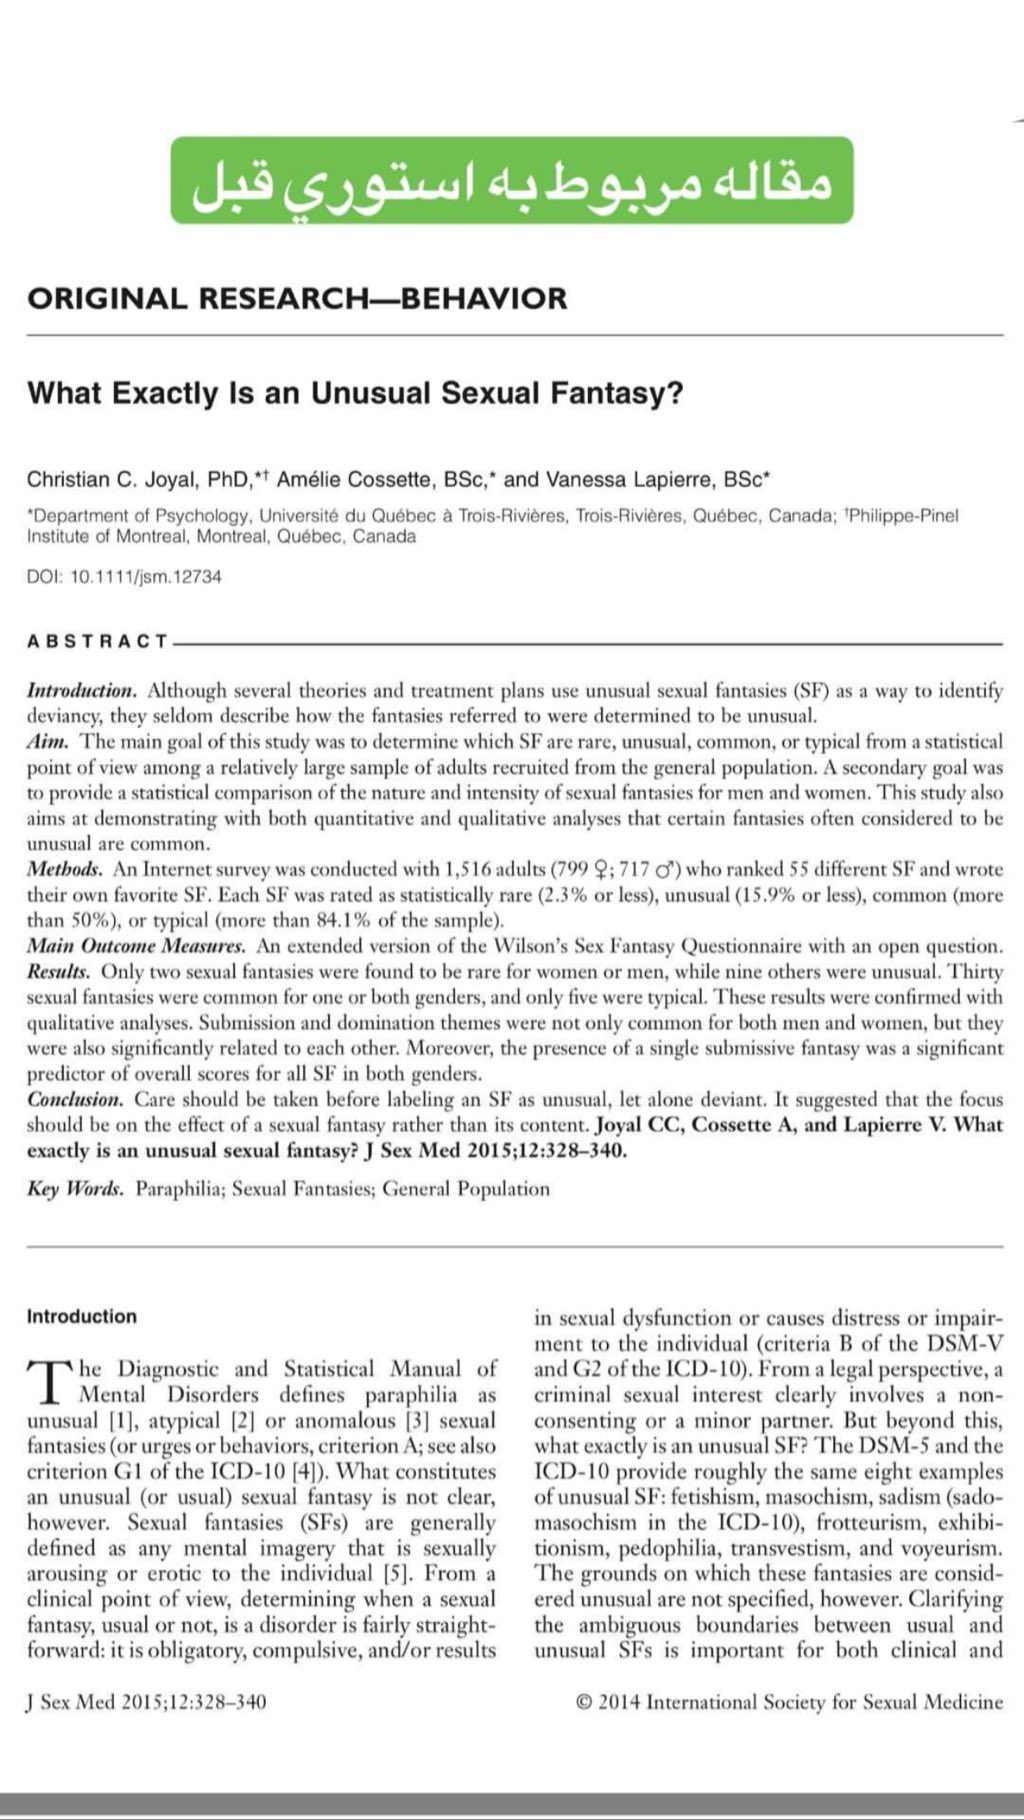 مقاله مربوط به استوري قبل
ORIGINAL RESEARCH—BEHAVIOR
What Exactly Is an Unusual Sexual Fantasy?
Christian C. Joyal, PhD,*† Amélie Cossette, BSc,* and Vanessa Lapierre, BSc*
*Department of Psychology, Université du Québec à Trois-Rivières, Trois-Rivières, Québec, Canada; †Philippe-Pinel
Institute of Montreal, Montreal, Québec, Canada
DOI: 10.1111/jsm.12734
ABSTRACT
Introduction. Although several theories and treatment plans use unusual sexual fantasies (SF) as a way to identify
deviancy, they seldom describe how the fantasies referred to were determined to be unusual.
Aim. The main goal of this study was to determine which SF are rare, unusual, common, or typical from a statistical
point of view among a relatively large sample of adults recruited from the general population. A secondary goal was
to provide a statistical comparison of the nature and intensity of sexual fantasies for men and women. This study also
aims at demonstrating with both quantitative and qualitative analyses that certain fantasies often considered to be
unusual are common.
Methods. An Internet survey was conducted with 1,516 adults (799 ♀; 717 ♂) who ranked 55 different SF and wrote
their own favorite SF. Each SF was rated as statistically rare (2.3% or less), unusual (15.9% or less), common (more
than 50%), or typical (more than 84.1% of the sample).
Main Outcome Measures. An extended version of the Wilson's Sex Fantasy Questionnaire with an open question.
Results. Only two sexual fantasies were found to be rare for women or men, while nine others were unusual. Thirty
sexual fantasies were common for one or both genders, and only five were typical. These results were confirmed with
qualitative analyses. Submission and domination themes were not only common for both men and women, but they
were also significantly related to each other. Moreover, the presence of a single submissive fantasy was a significant
predictor of overall scores for all SF in both genders.
Conclusion. Care should be taken before labeling an SF as unusual, let alone deviant. It suggested that the focus
should be on the effect of a sexual fantasy rather than its content. Joyal CC, Cossette A, and Lapierre V. What
exactly is an unusual sexual fantasy? J Sex Med 2015;12:328–340.
Key Words. Paraphilia; Sexual Fantasies; General Population
Introduction
The Diagnostic and Statistical Manual of
Mental Disorders defines paraphilia as
unusual [1], atypical [2] or anomalous [3] sexual
fantasies (or urges or behaviors, criterion A; see also
criterion G1 of the ICD-10 [4]). What constitutes
an unusual (or usual) sexual fantasy is not clear,
however. Sexual fantasies (SFs) are generally
defined as any mental imagery that is sexually
arousing or erotic to the individual [5]. From a
clinical point of view, determining when a sexual
fantasy, usual or not, is a disorder is fairly straight-
forward: it is obligatory, compulsive, and/or results
in sexual dysfunction or causes distress or impair-
ment to the individual (criteria B of the DSM-V
and G2 of the ICD-10). From a legal perspective, a
criminal sexual interest clearly involves a non-
consenting or a minor partner. But beyond this,
what exactly is an unusual SF? The DSM-5 and the
ICD-10 provide roughly the same eight examples
of unusual SF: fetishism, masochism, sadism (sado-
masochism in the ICD-10), frotteurism, exhibi-
tionism, pedophilia, transvestism, and voyeurism.
The grounds on which these fantasies are consid-
ered unusual are not specified, however. Clarifying
the ambiguous boundaries between usual and
unusual SFs is important for both clinical and
J Sex Med 2015;12:328–340
© 2014 International Society for Sexual Medicine